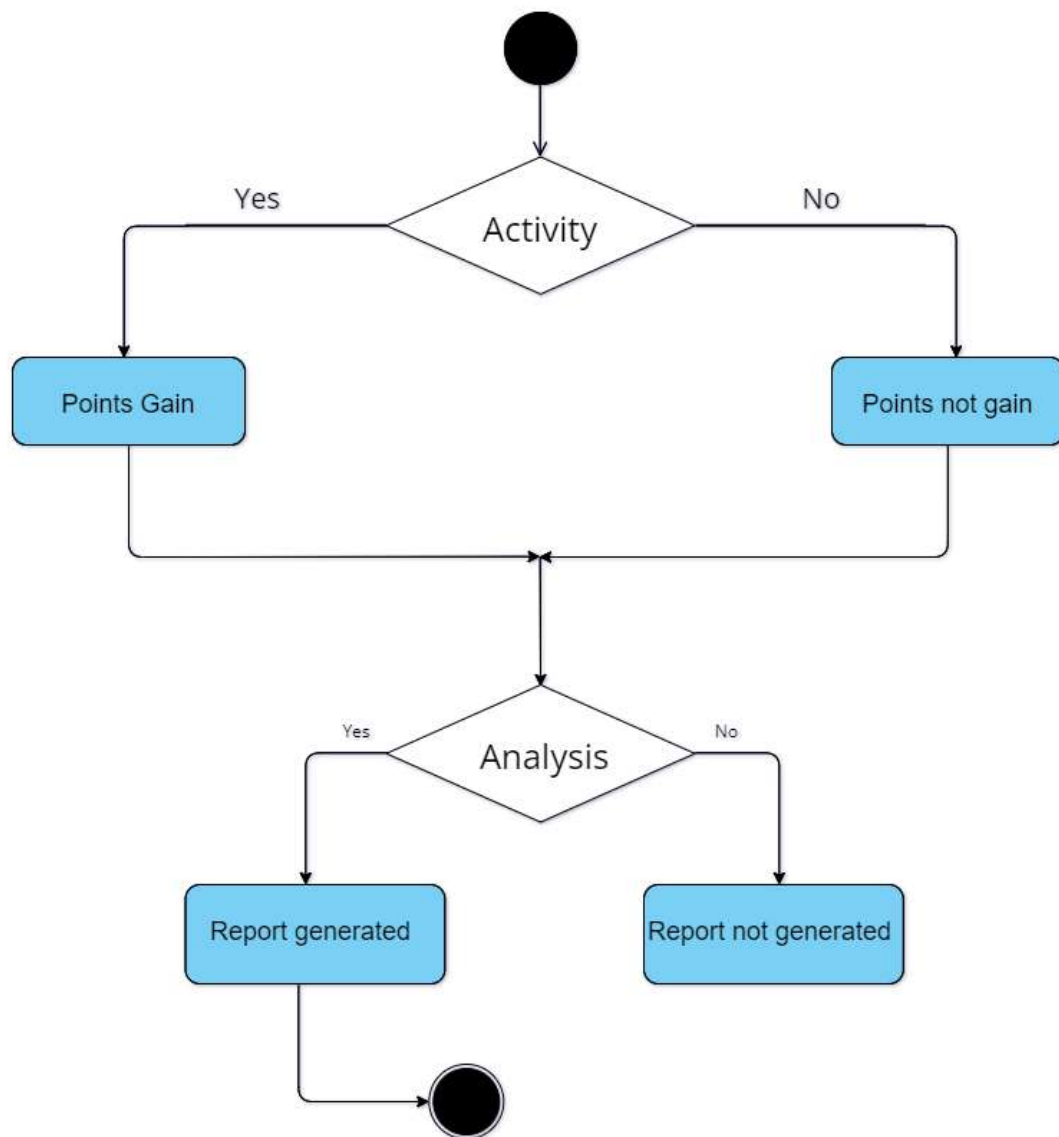 Yes
No
Activity
Points Gain
Points not gain
Yes
No
Analysis
Report generated
Report not generated